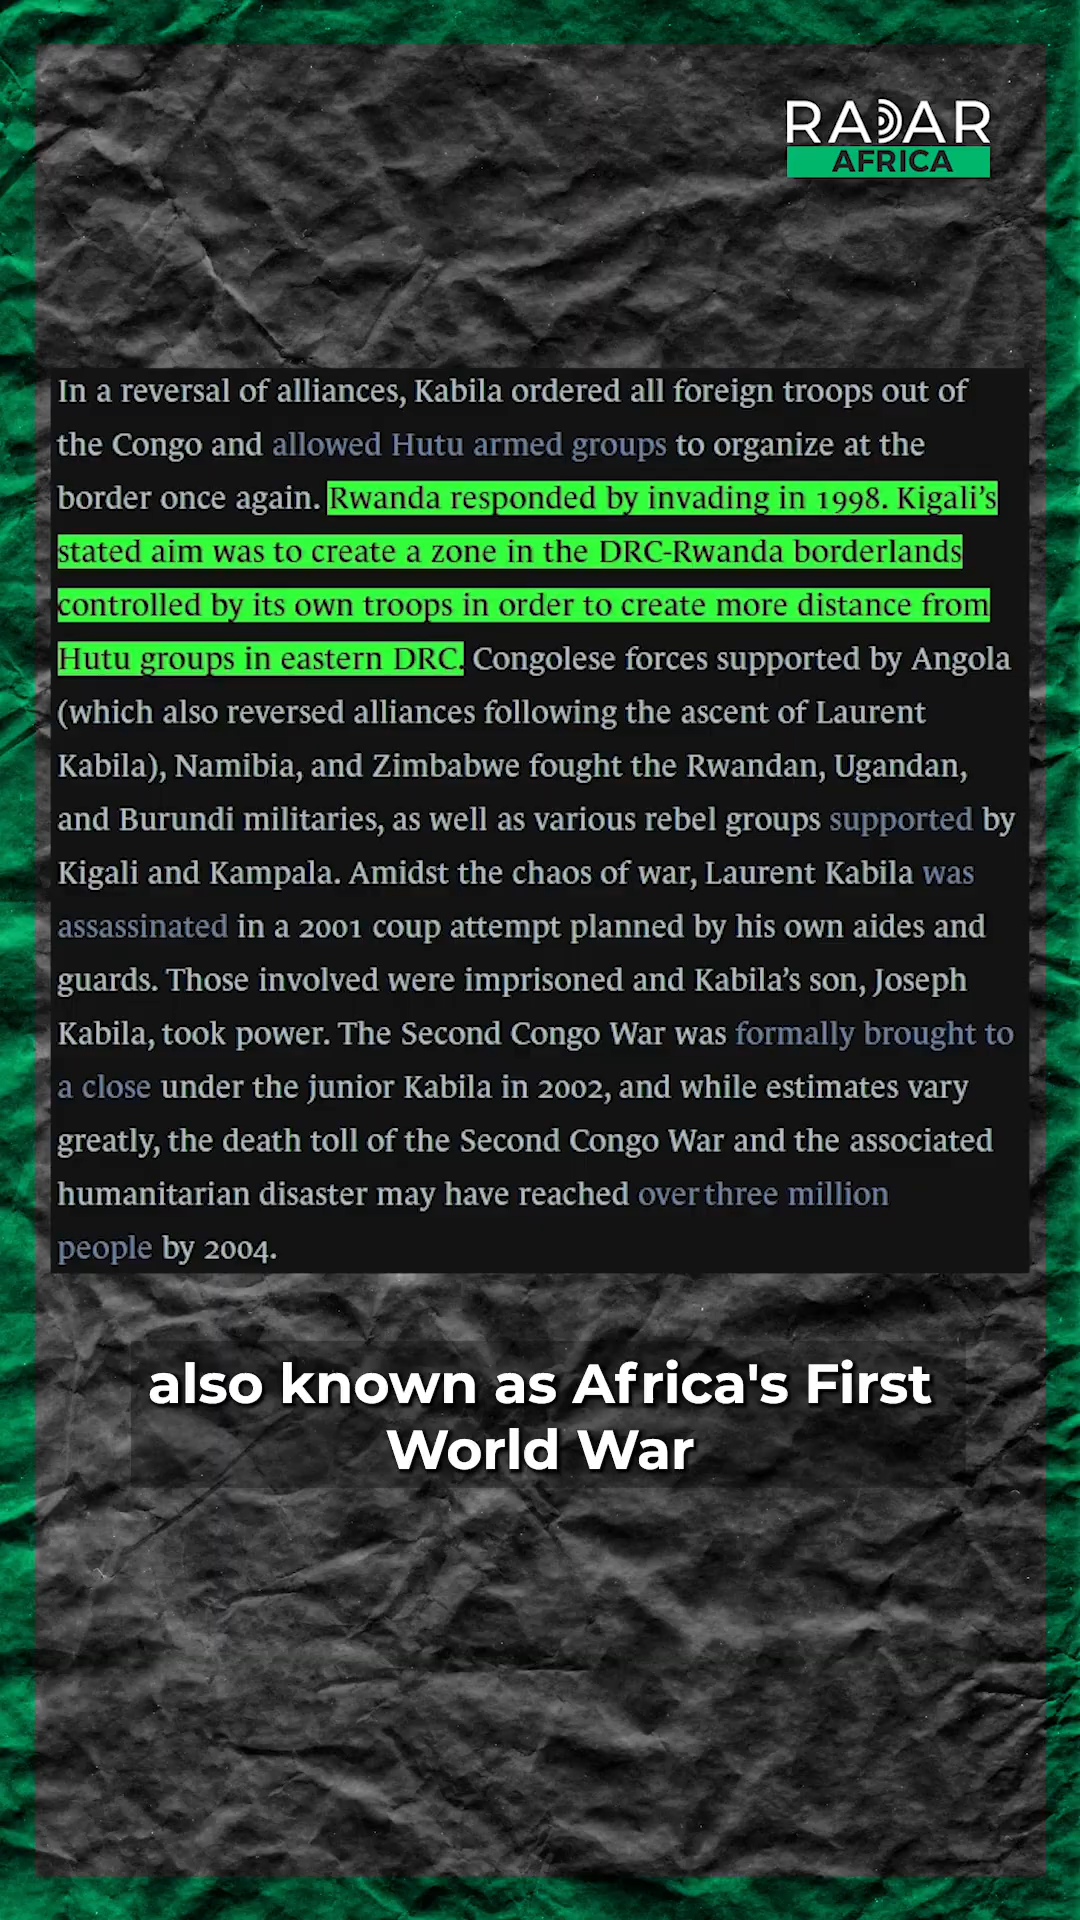 RADAR
AFRICA
In a reversal of alliances, Kabila ordered all foreign troops out of
the Congo and allowed Hutu armed groups to organize at the
border once again. Rwanda responded by invading in 1998. Kigali’s
stated aim was to create a zone in the DRC-Rwanda borderlands
controlled by its own troops in order to create more distance from
Hutu groups in eastern DRC. Congolese forces supported by Angola
(which also reversed alliances following the ascent of Laurent
Kabila), Namibia, and Zimbabwe fought the Rwandan, Ugandan,
and Burundi militaries, as well as various rebel groups supported by
Kigali and Kampala. Amidst the chaos of war, Laurent Kabila was
assassinated in a 2001 coup attempt planned by his own aides and
guards. Those involved were imprisoned and Kabila’s son, Joseph
Kabila, took power. The Second Congo War was formally brought to
a close under the junior Kabila in 2002, and while estimates vary
greatly, the death toll of the Second Congo War and the associated
humanitarian disaster may have reached over three million
people by 2004.
also known as Africa's First
World War